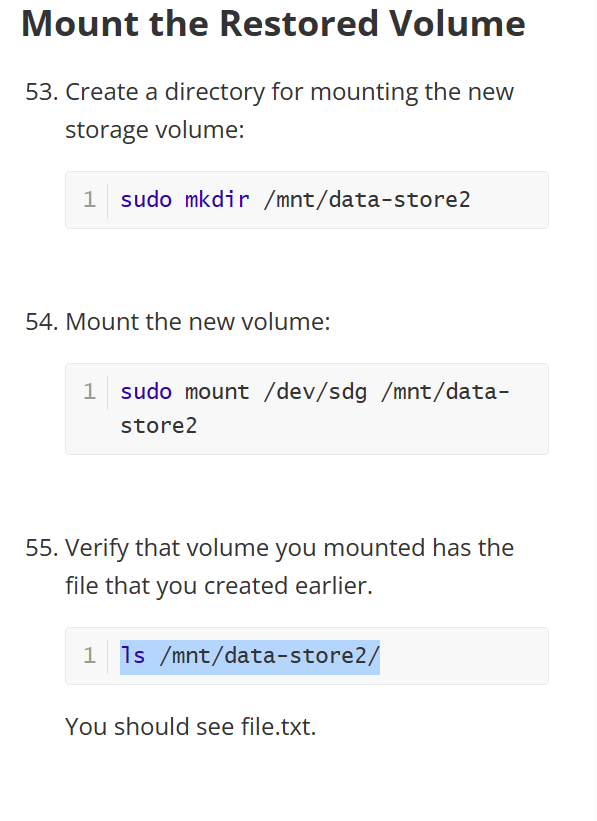 Mount the Restored Volume
53. Create a directory for mounting the new
storage volume:
1 sudo mkdir /mnt/data-store2
54. Mount the new volume:
1 sudo mount /dev/sdg /mnt/data-
store2
55. Verify that volume you mounted has the
file that you created earlier.
1 ls /mnt/data-store2/
You should see file.txt.